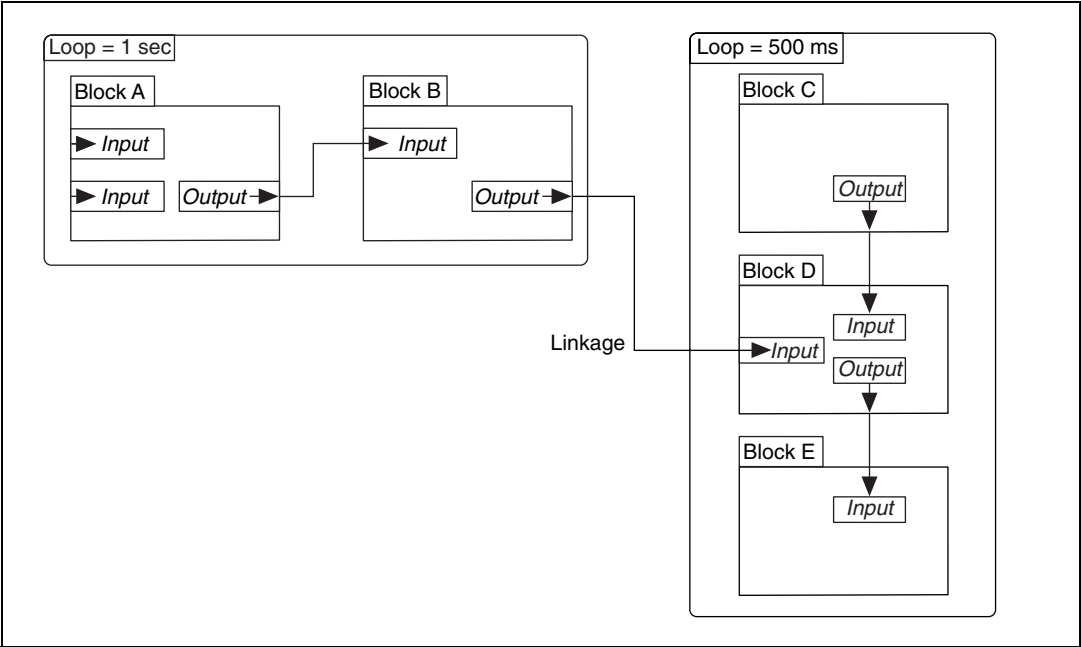 Loop = 1 sec
Block A
Input
Input
Output
Block B
Input
Output
Linkage
Loop = 500 ms
Block C
Output
Block D
Input
Input
Output
Block E
Input